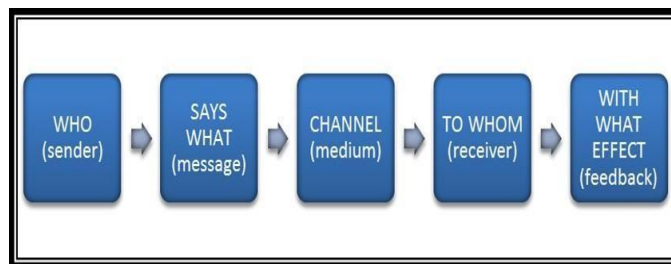 WHO
(sender)
SAYS
WHAT
(message)
CHANNEL
(medium)
TO WHOM
(receiver)
WITH
WHAT
EFFECT
(feedback)